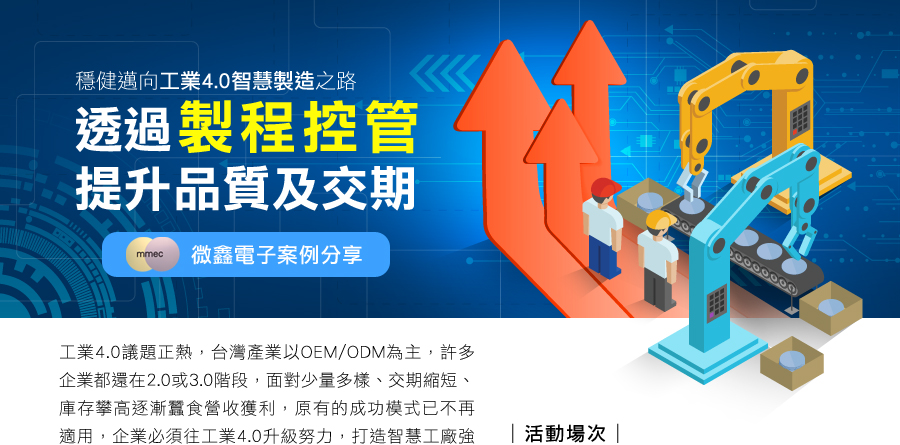 穩健邁向工業4.0智慧製造之路
透過製程控管
提升品質及交期
mmec 微鑫電子案例分享
工業4.0議題正熱，台灣產業以OEM/ODM為主，許多
企業都還在2.0或3.0階段，面對少量多樣、交期縮短、
庫存攀高逐漸蠶食營收獲利，原有的成功模式已不再
適用，企業必須往工業4.0升級努力，打造智慧工廠強
｜活動場次｜